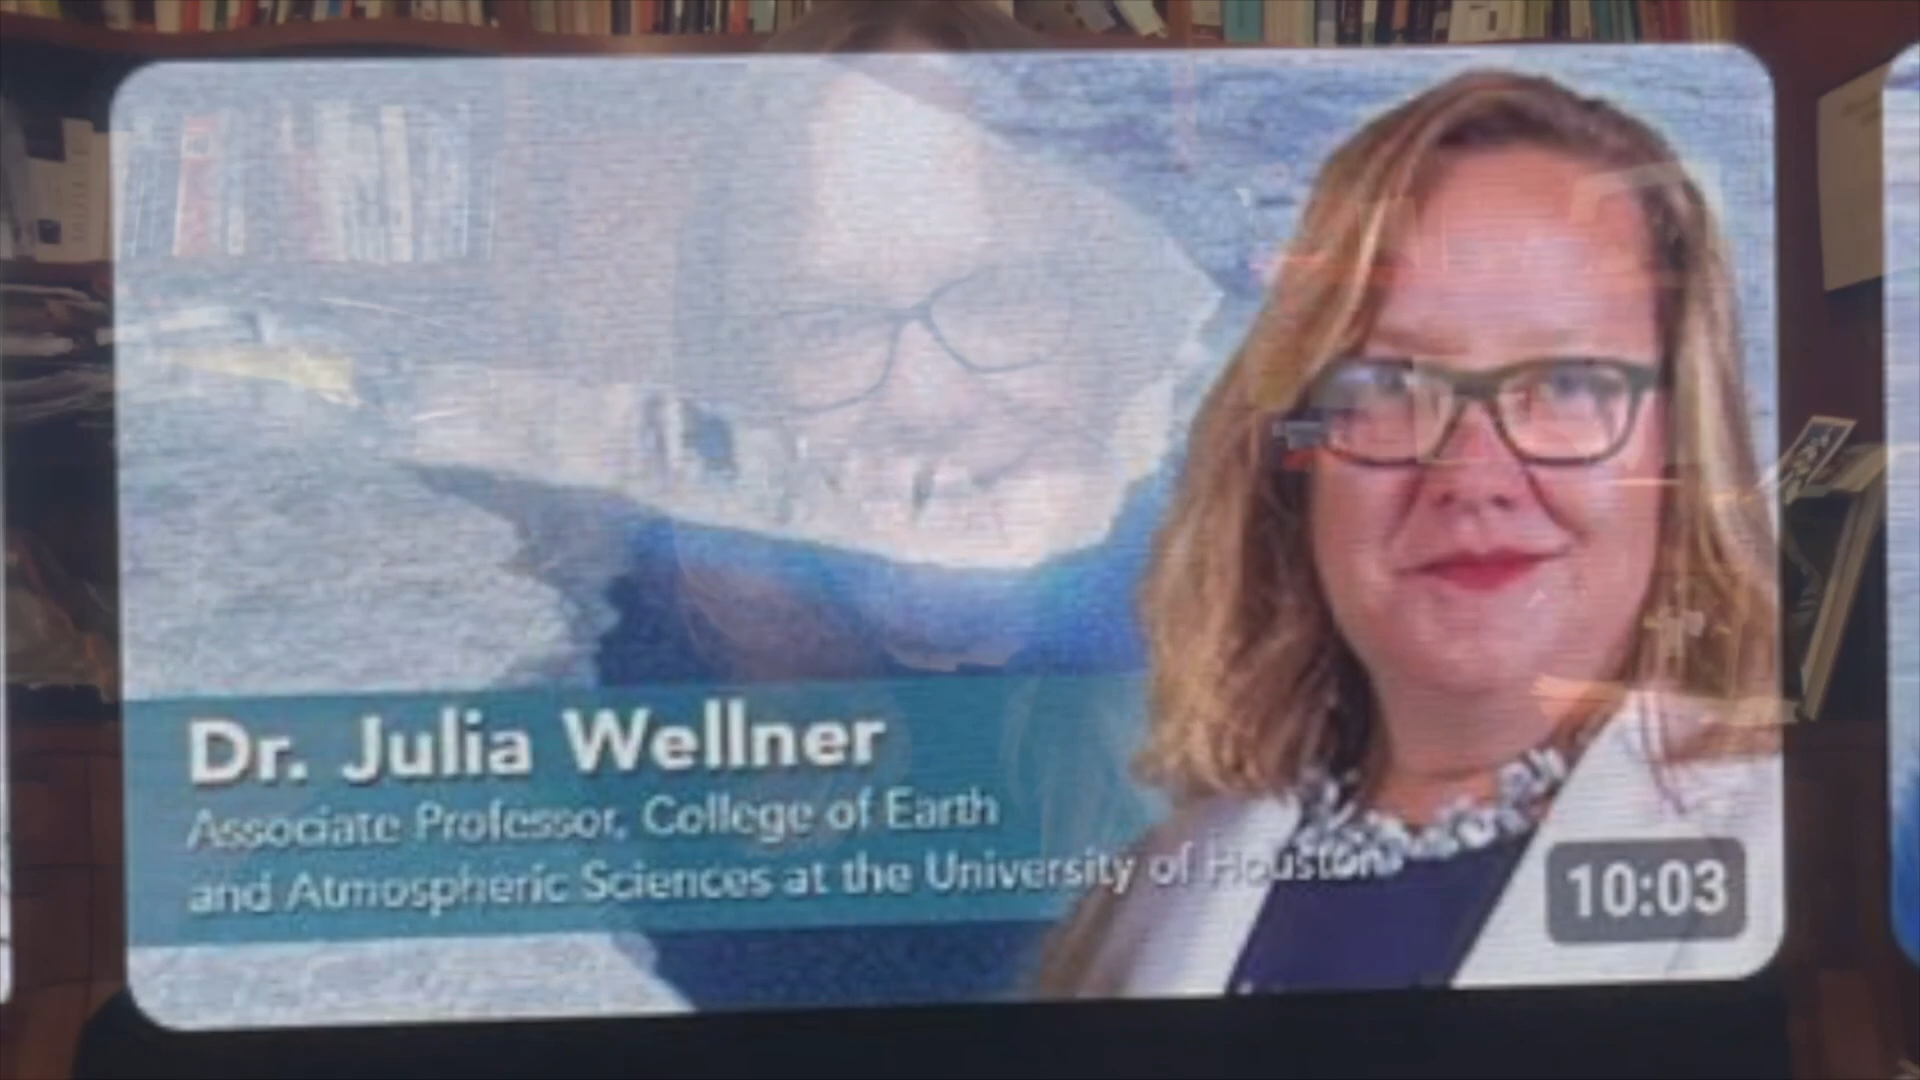 Dr. Julia Wellner
Associate Professor, College of Earth
and Atmospheric Sciences at the University of Houston
10:03